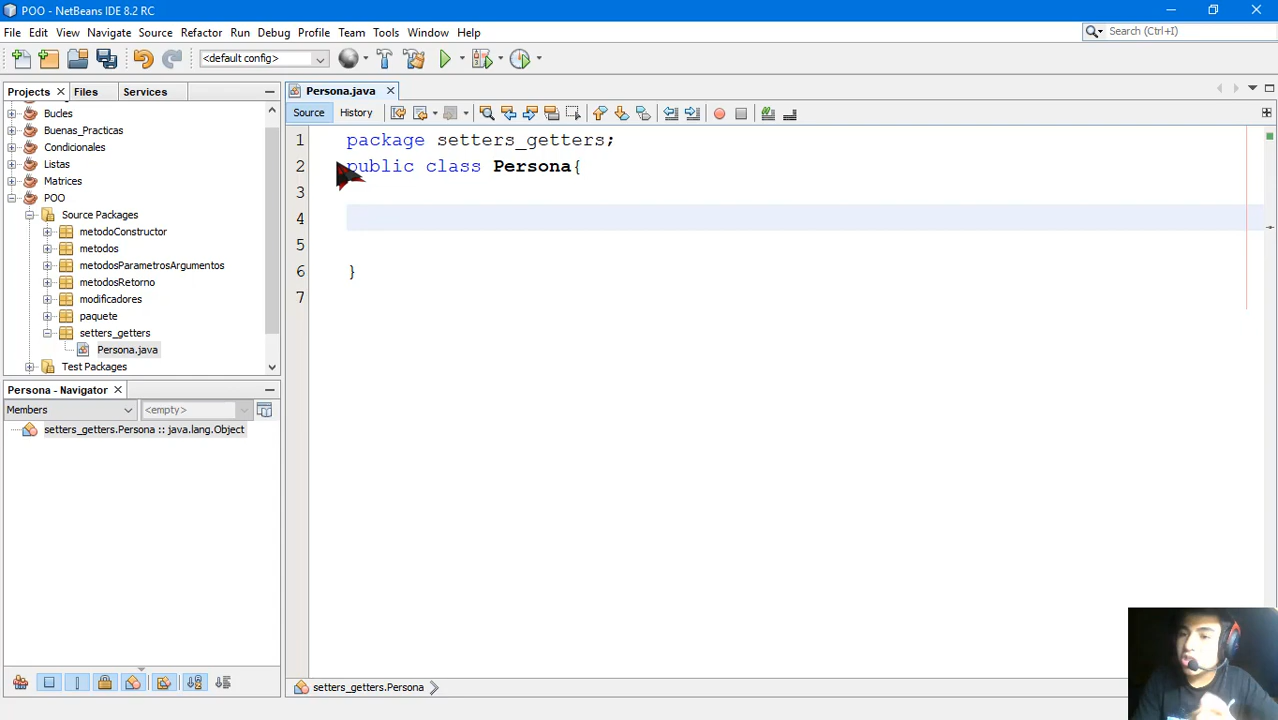 POO - NetBeans IDE 8.2 RC
File Edit View Navigate Source Refactor Run Debug Profile Team Tools Window Help
Search (Ctrl+I)
<default config>
Projects Files Services
Bucles
Buenas_Practicas
Condicionales
Listas
Matrices
POO
Source Packages
metodoConstructor
metodos
metodosParametrosArgumentos
metodosRetorno
modificadores
paquete
setters_getters
Persona.java
Test Packages
Persona - Navigator
Members
<empty>
setters_getters.Persona :: java.lang.Object
Persona.java
Source History
1 package setters_getters;
2 public class Persona{
3
4
5
6 }
7
setters_getters.Persona